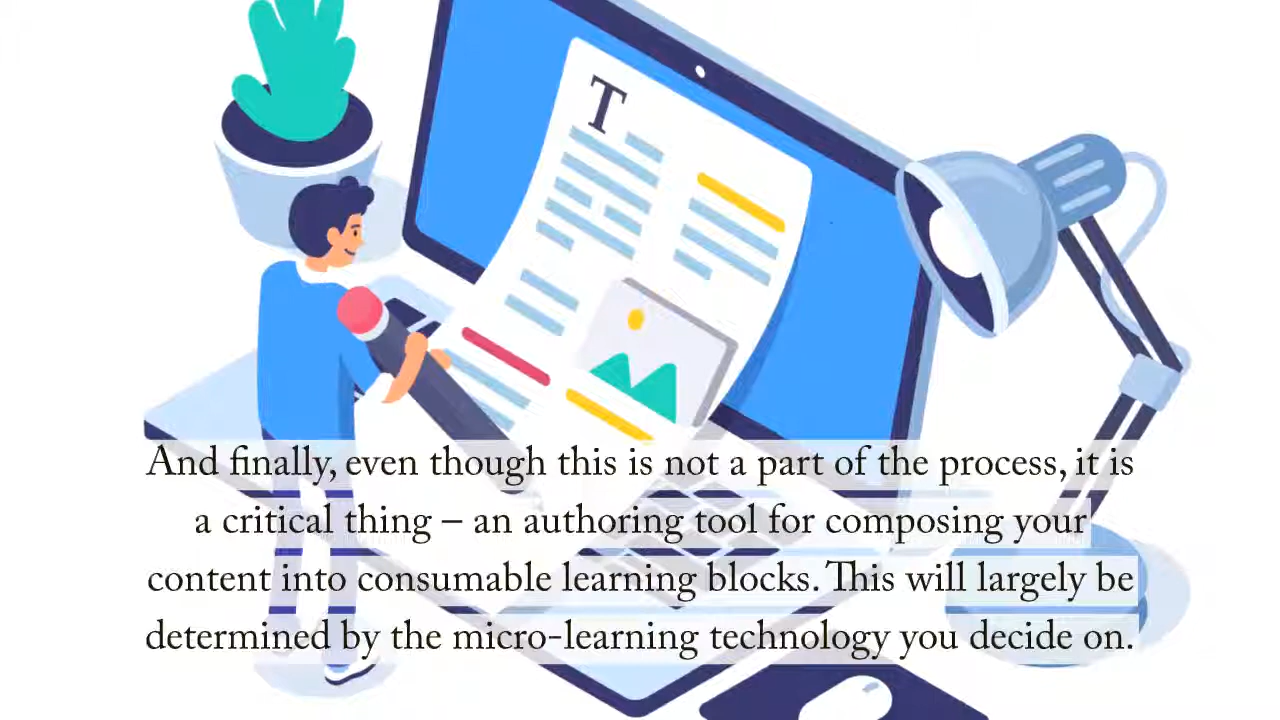 T
And finally, even though this is not a part of the process, it is
a critical thing – an authoring tool for composing your
content into consumable learning blocks. This will largely be
determined by the micro-learning technology you decide on.